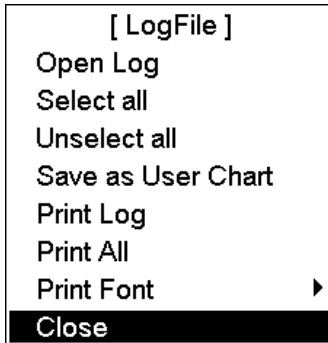 [ LogFile ]
Open Log
Select all
Unselect all
Save as User Chart
Print Log
Print All
Print Font
Close